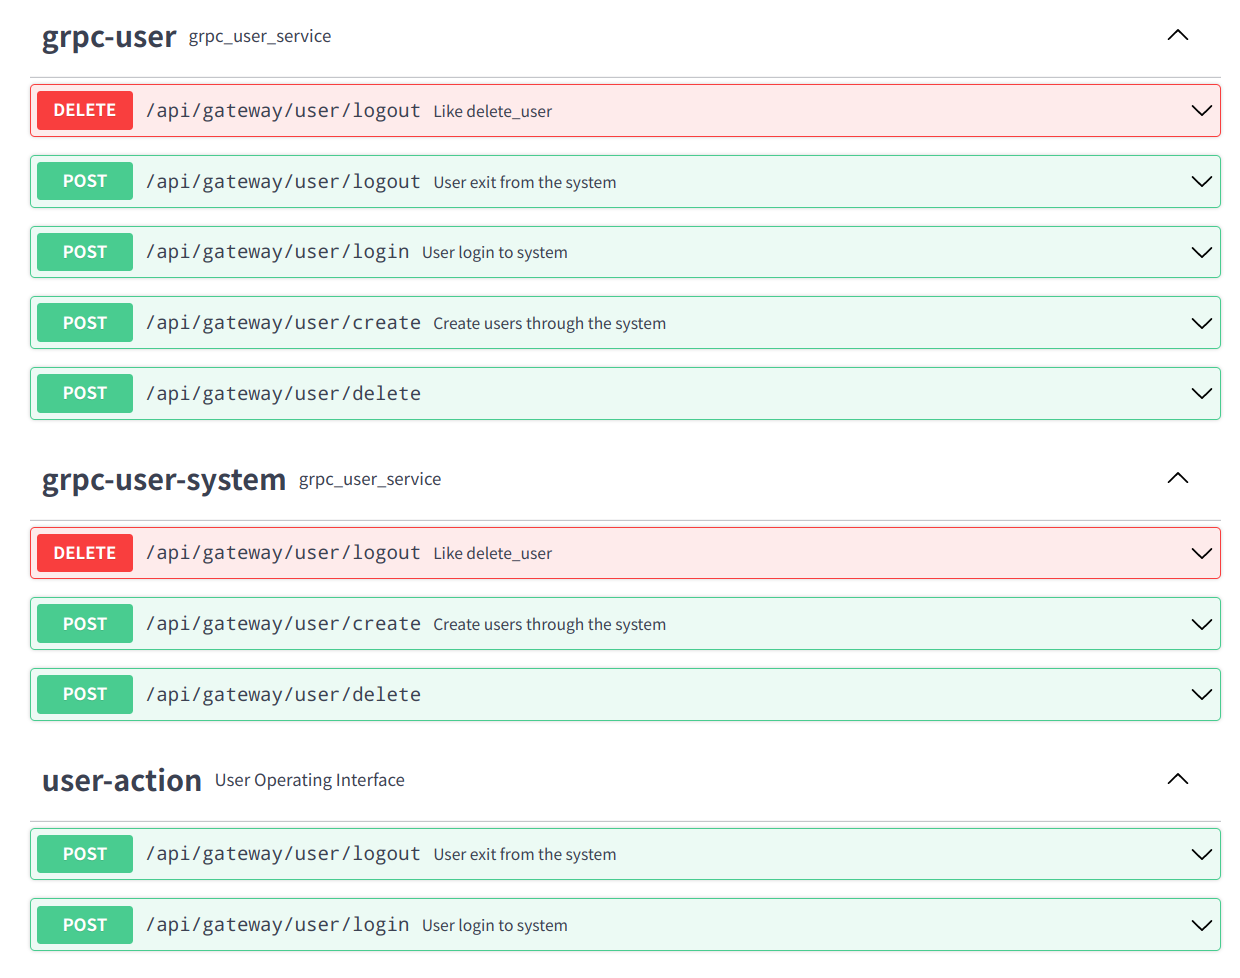 grpc-user grpc_user_service
DELETE /api/gateway/user/logout Like delete_user
POST /api/gateway/user/logout User exit from the system
POST /api/gateway/user/login User login to system
POST /api/gateway/user/create Create users through the system
POST /api/gateway/user/delete
grpc-user-system grpc_user_service
DELETE /api/gateway/user/logout Like delete_user
POST /api/gateway/user/create Create users through the system
POST /api/gateway/user/delete
user-action User Operating Interface
POST /api/gateway/user/logout User exit from the system
POST /api/gateway/user/login User login to system